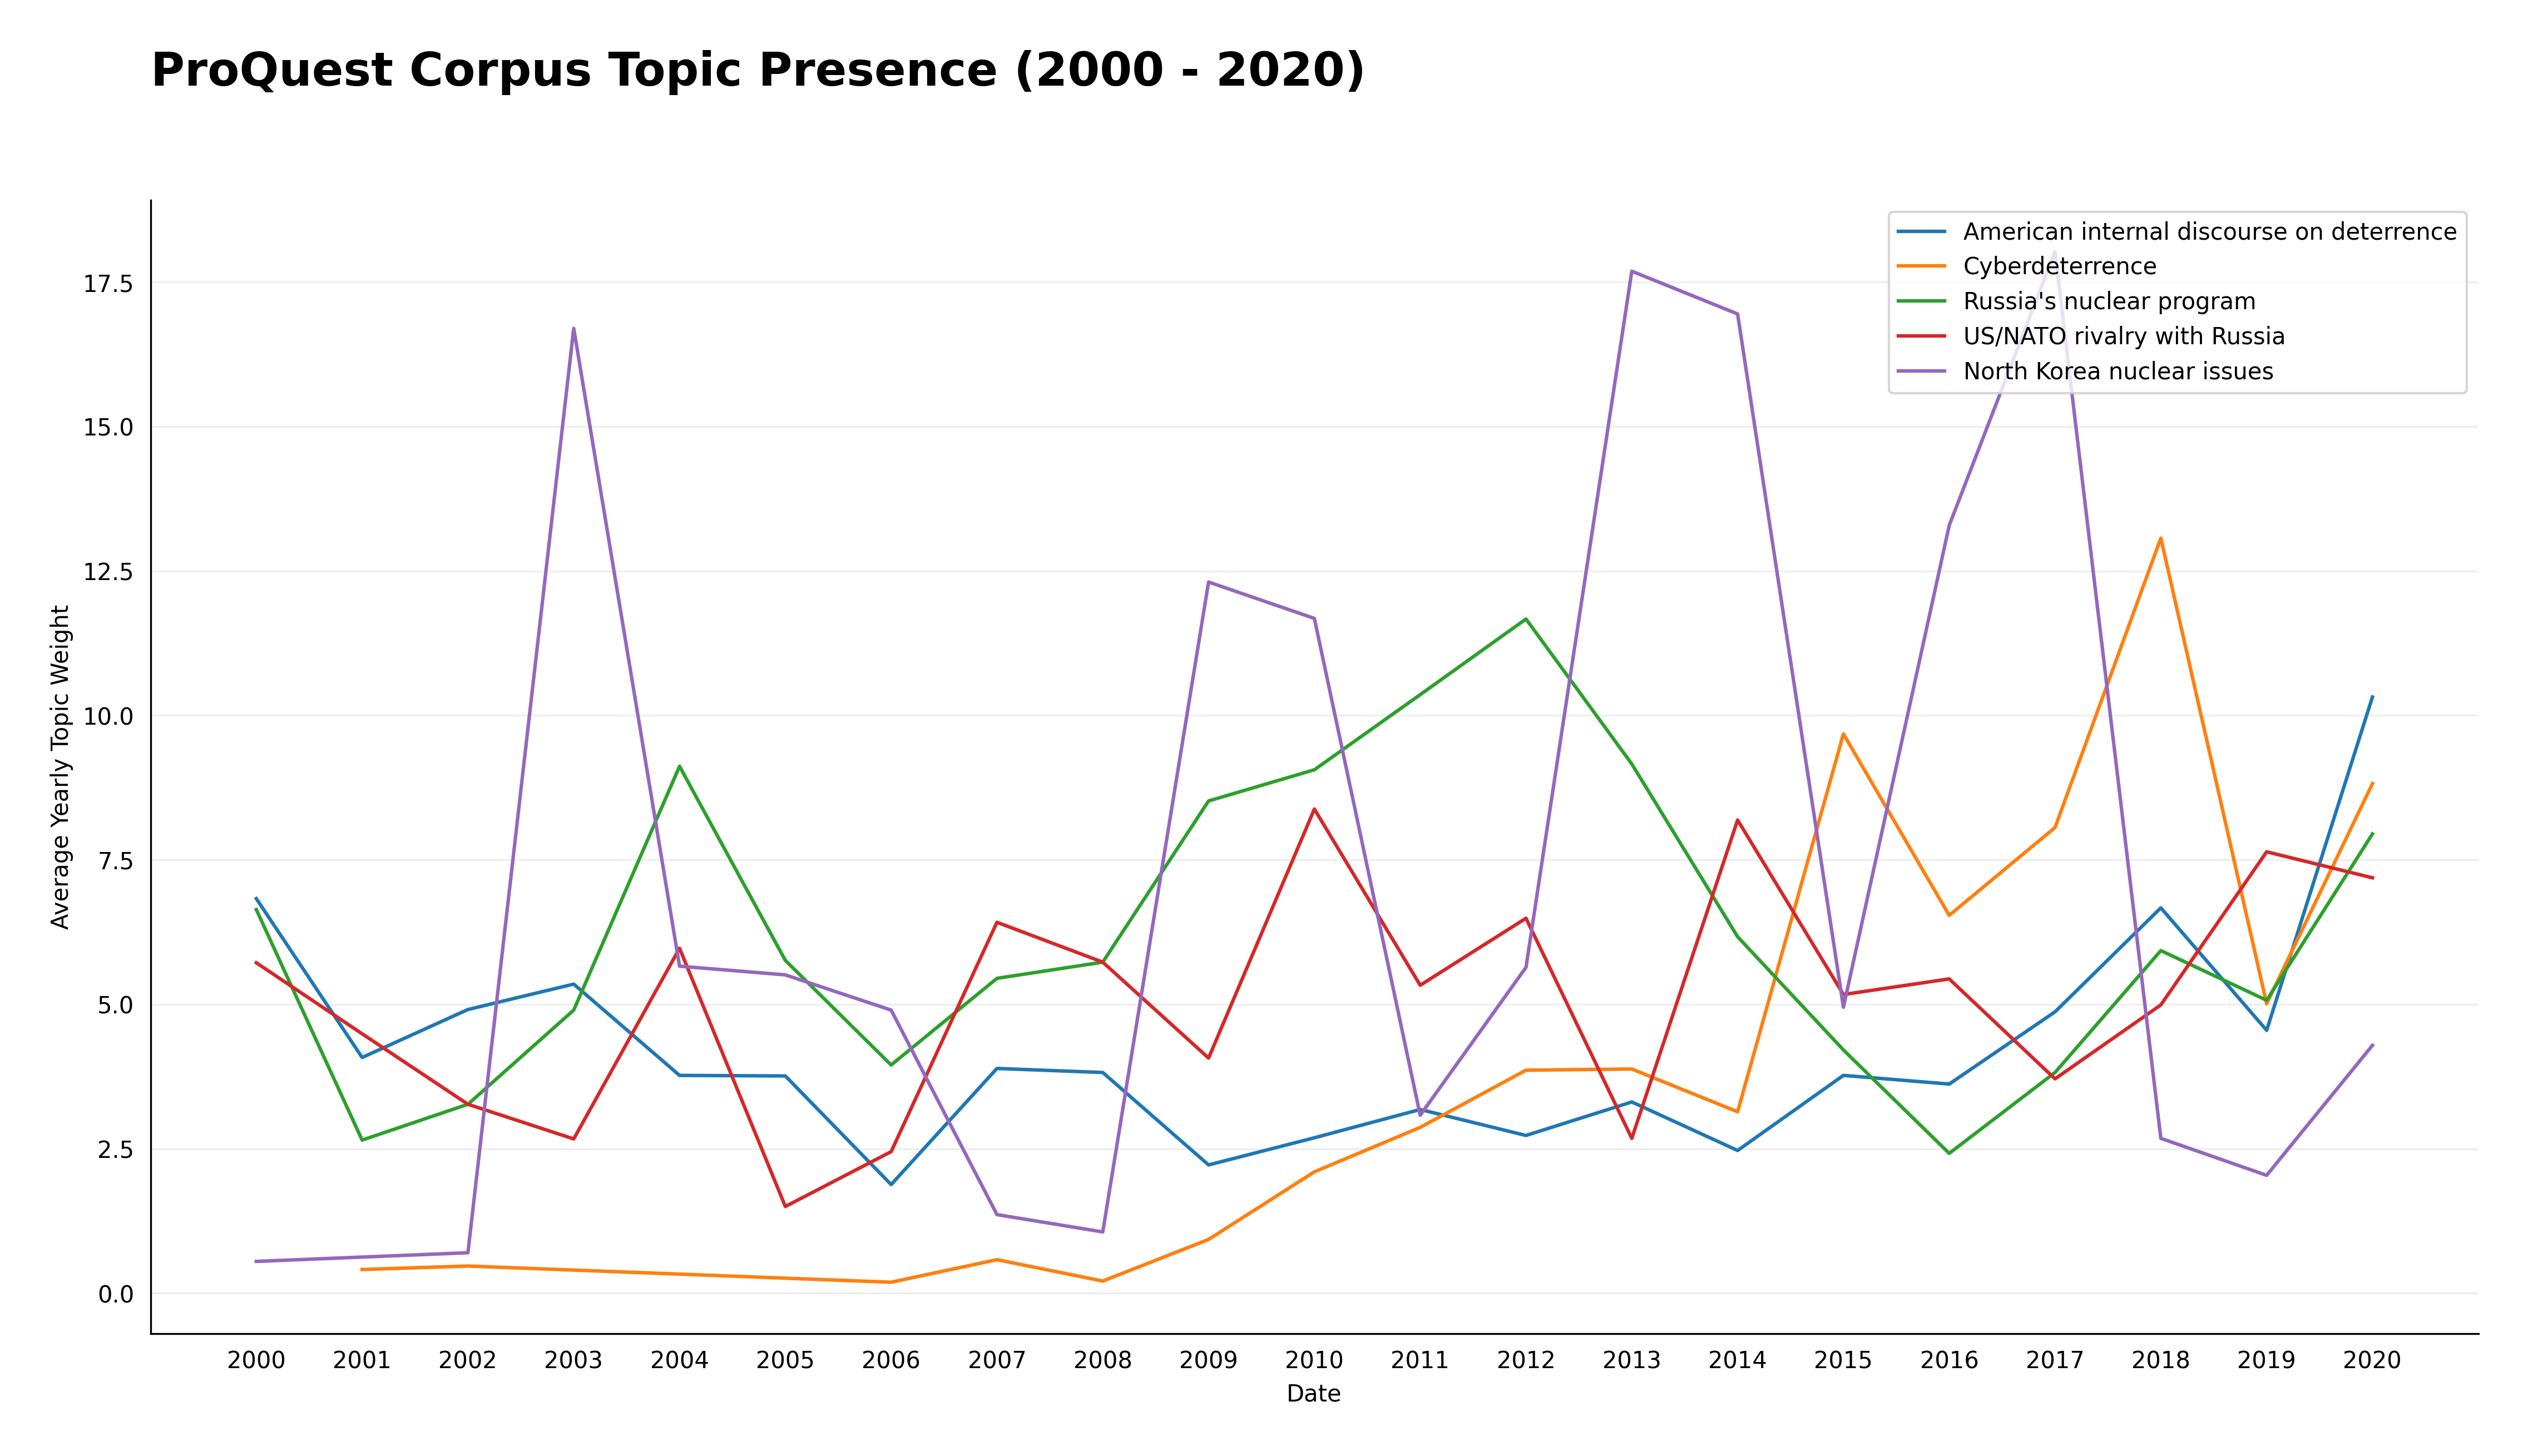 ProQuest Corpus Topic Presence (2000 - 2020)
American internal discourse on deterrence
Cyberdeterrence
Russia's nuclear program
US/NATO rivalry with Russia
North Korea nuclear issues
17.5
15.0
12.5
10.0
7.5
5.0
2.5
0.0
Average Yearly Topic Weight
2000 2001 2002 2003 2004 2005 2006 2007 2008 2009 2010 2011 2012 2013 2014 2015 2016 2017 2018 2019 2020
Date